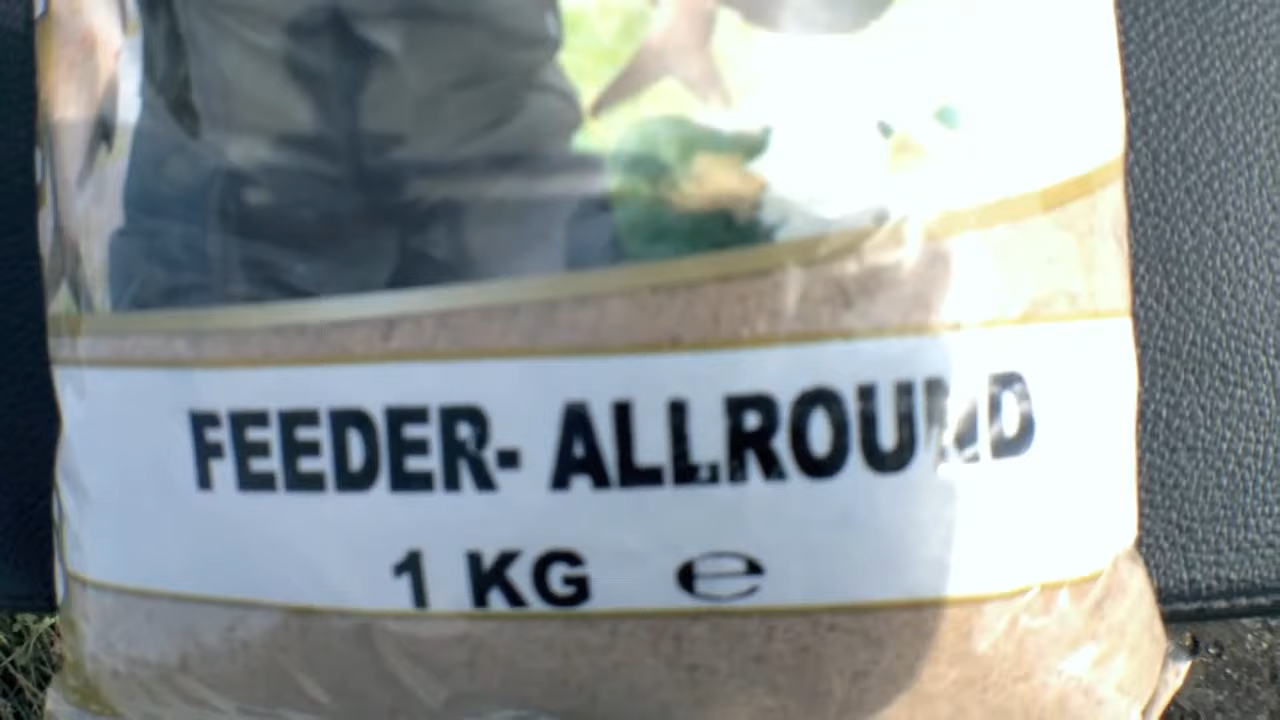 FEEDER- ALLROUND
1 KG ℮